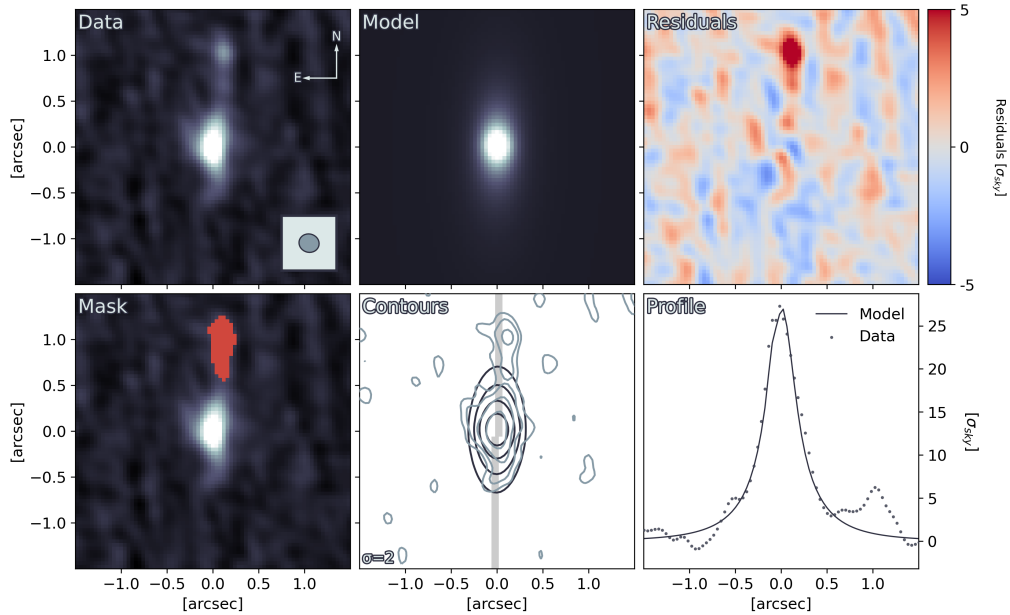 Data
N
E
Model
Residuals
1.0
0.5
0.0
−0.5
−1.0
[arcsec]
5
0
-5
Residuals [σsky]
Mask
Contours
σ=2
Profile
Model
Data
1.0
0.5
0.0
−0.5
−1.0
[arcsec]
25
20
15
10
5
0
[σsky]
−1.0 −0.5 0.0 0.5 1.0
[arcsec]
−1.0 −0.5 0.0 0.5 1.0
[arcsec]
−1.0 −0.5 0.0 0.5 1.0
[arcsec]